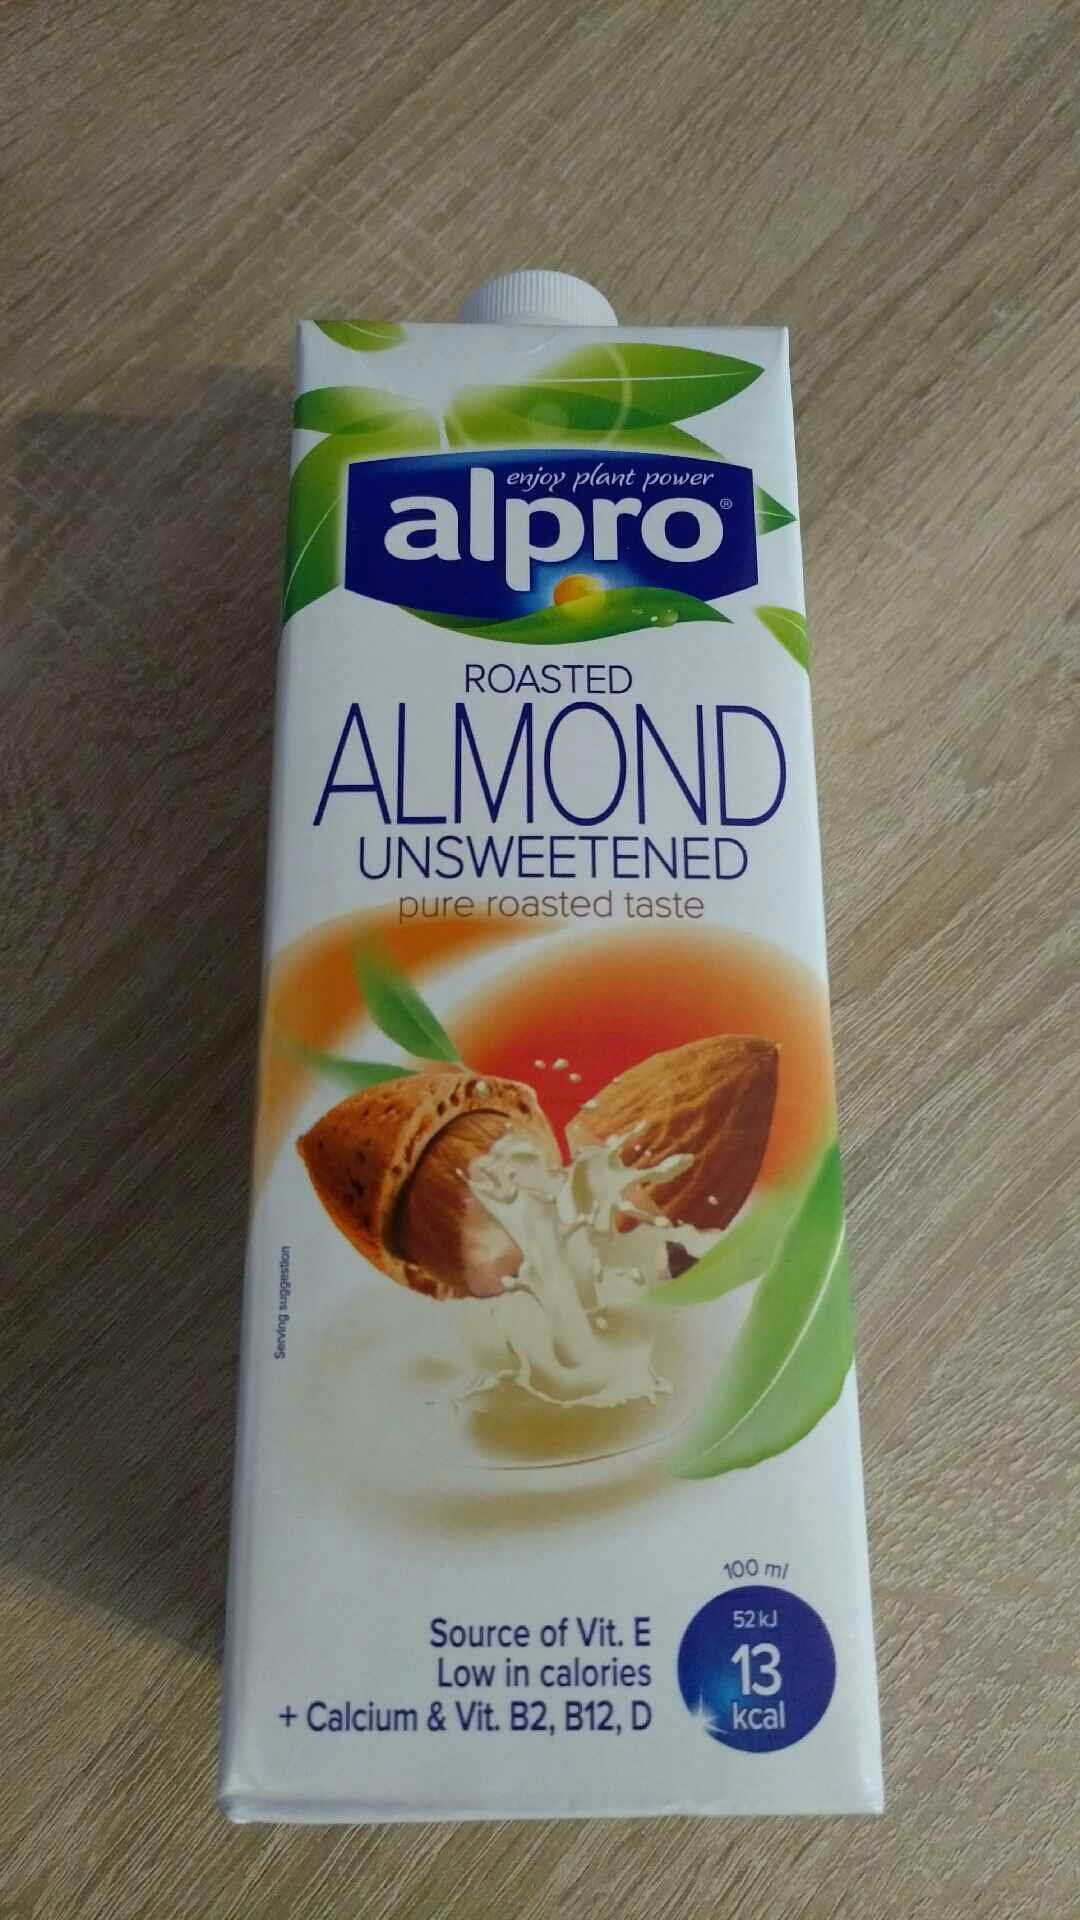 enjoy plant power
alpro®
ROASTED
ALMOND
UNSWEETENED
pure roasted taste
Serving suggestion
100 ml
52 kJ
13
kcal
Source of Vit. E
Low in calories
+ Calcium & Vit. B2, B12, D